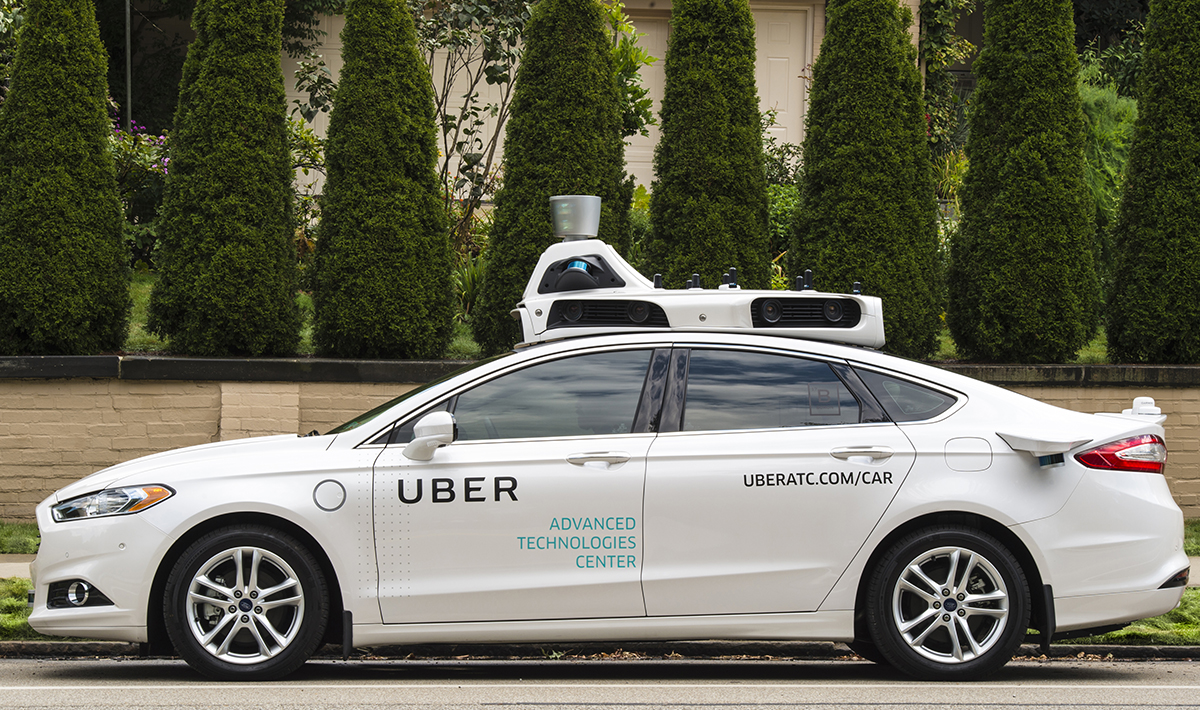 UBER
ADVANCED
TECHNOLOGIES
CENTER
UBERATC.COM/CAR